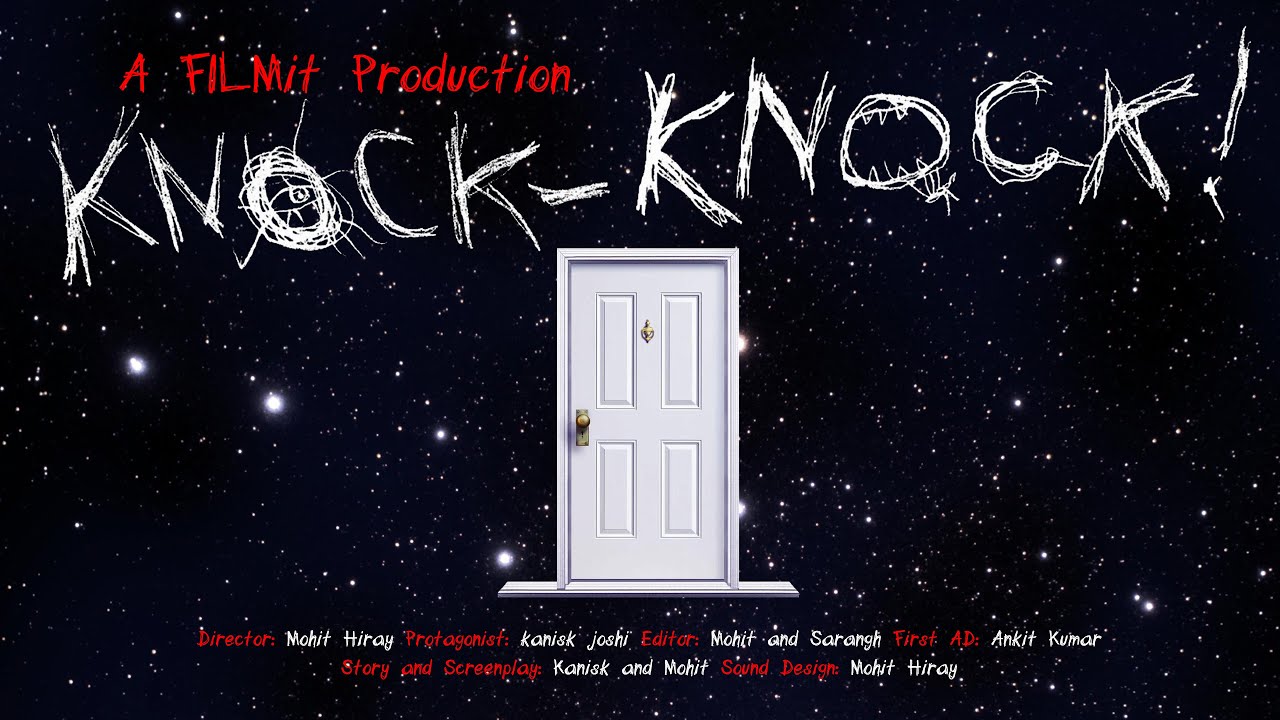 A FILMit Production
KNOCK-KNOCK!
Director: Mohit Hiray Protagonist: kanisk joshi Editor: Mohit and Sarangh First AD: Ankit Kumar
Story and Screenplay: Kanisk and Mohit Sound Design: Mohit Hiray